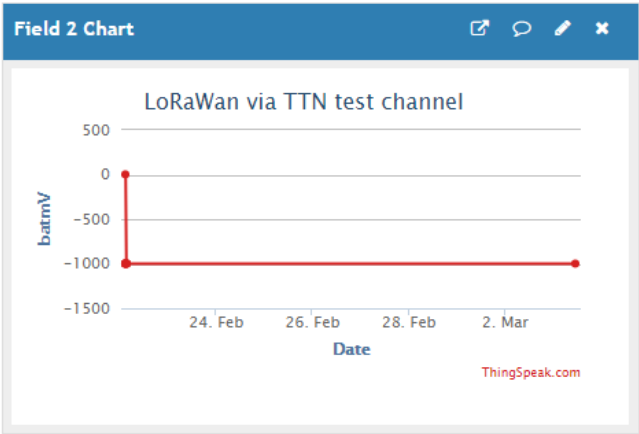 Field 2 Chart
LoRaWan via TTN test channel
500
0
−500
−1000
−1500
batmV
24. Feb 26. Feb 28. Feb 2. Mar
Date
ThingSpeak.com